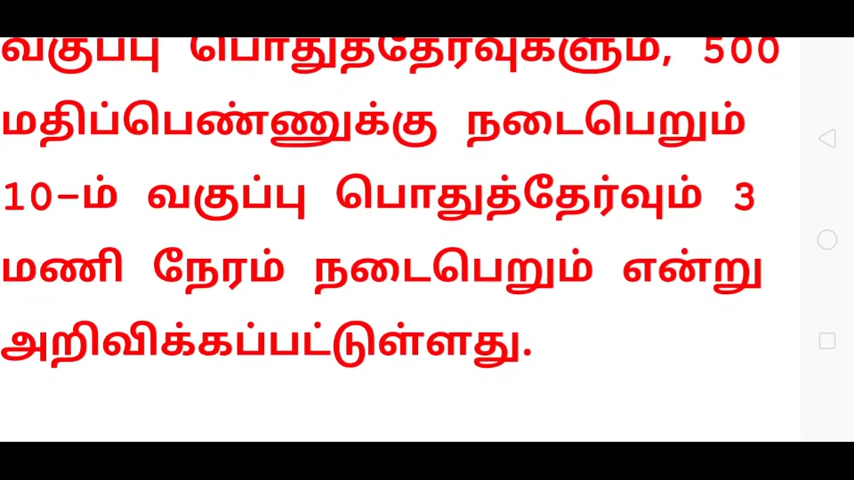 வகுப்பு பொதுத்தேர்வுகளும், 500
மதிப்பெண்ணுக்கு நடைபெறும்
10-ம் வகுப்பு பொதுத்தேர்வும் 3
மணி நேரம் நடைபெறும் என்று
அறிவிக்கப்பட்டுள்ளது.